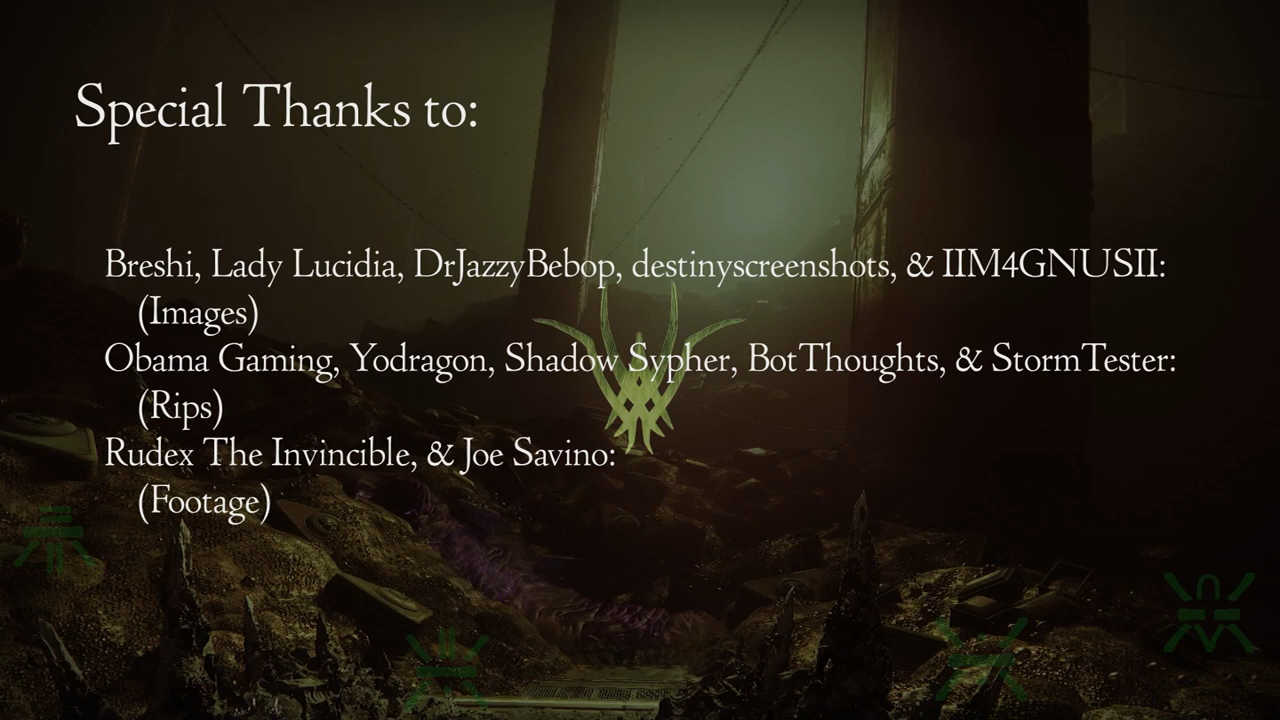 Special Thanks to:
Breshi, Lady Lucidia, DrJazzyBebop, destinyscreenshots, & IIM4GNUSII:
(Images)
Obama Gaming, Yodragon, Shadow Sypher, BotThoughts, & StormTester:
(Rips)
Rudex The Invincible, & Joe Savino:
(Footage)